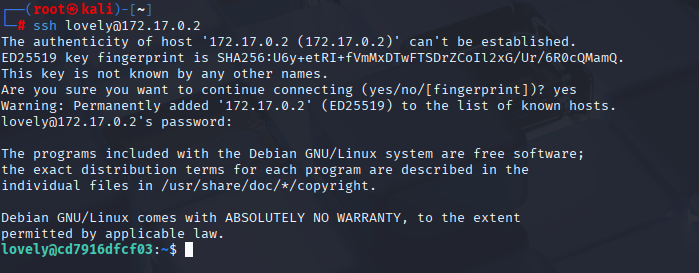 ┌──(root㉿kali)-[~]
└─# ssh lovely@172.17.0.2
The authenticity of host '172.17.0.2 (172.17.0.2)' can't be established.
ED25519 key fingerprint is SHA256:U6y+etRI+fVmMxDTwFTSDrZCoIl2xG/Ur/6R0cQMamQ.
This key is not known by any other names.
Are you sure you want to continue connecting (yes/no/[fingerprint])? yes
Warning: Permanently added '172.17.0.2' (ED25519) to the list of known hosts.
lovely@172.17.0.2's password:
The programs included with the Debian GNU/Linux system are free software;
the exact distribution terms for each program are described in the
individual files in /usr/share/doc/*/copyright.
Debian GNU/Linux comes with ABSOLUTELY NO WARRANTY, to the extent
permitted by applicable law.
lovely@cd7916dfcf03:~$